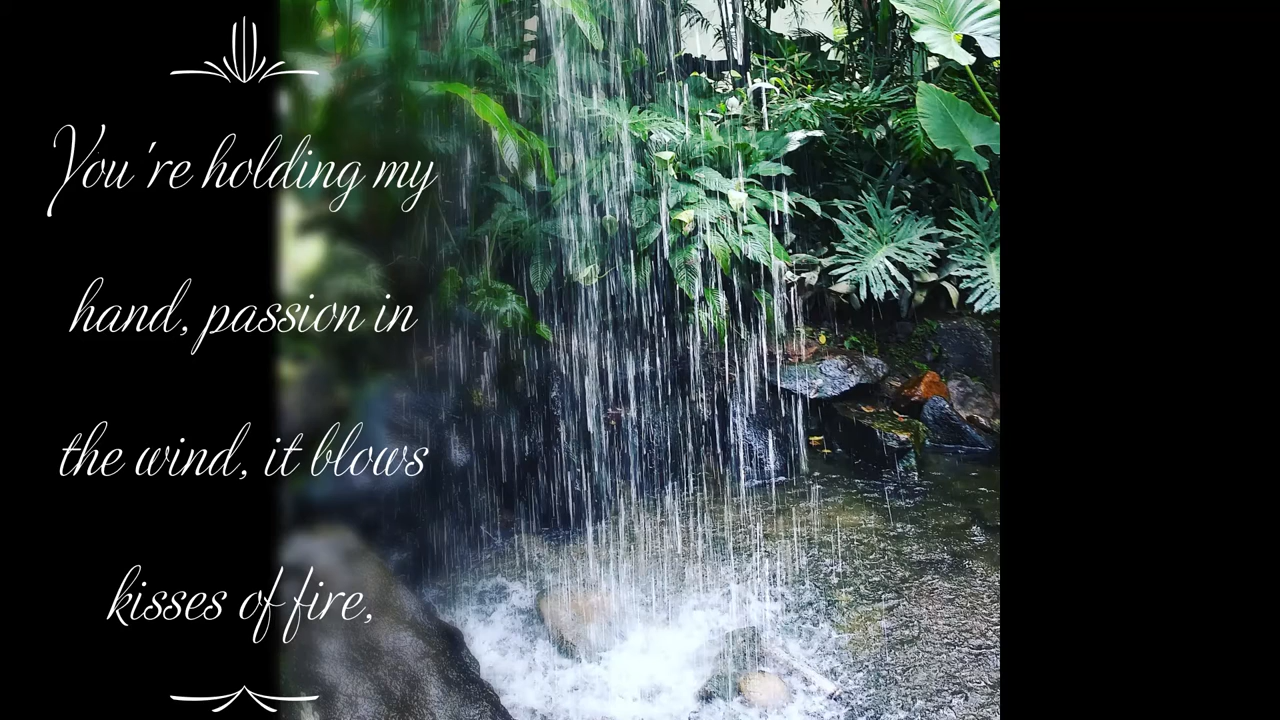 You're holding my
hand, passion in
the wind, it blows
kisses of fire,